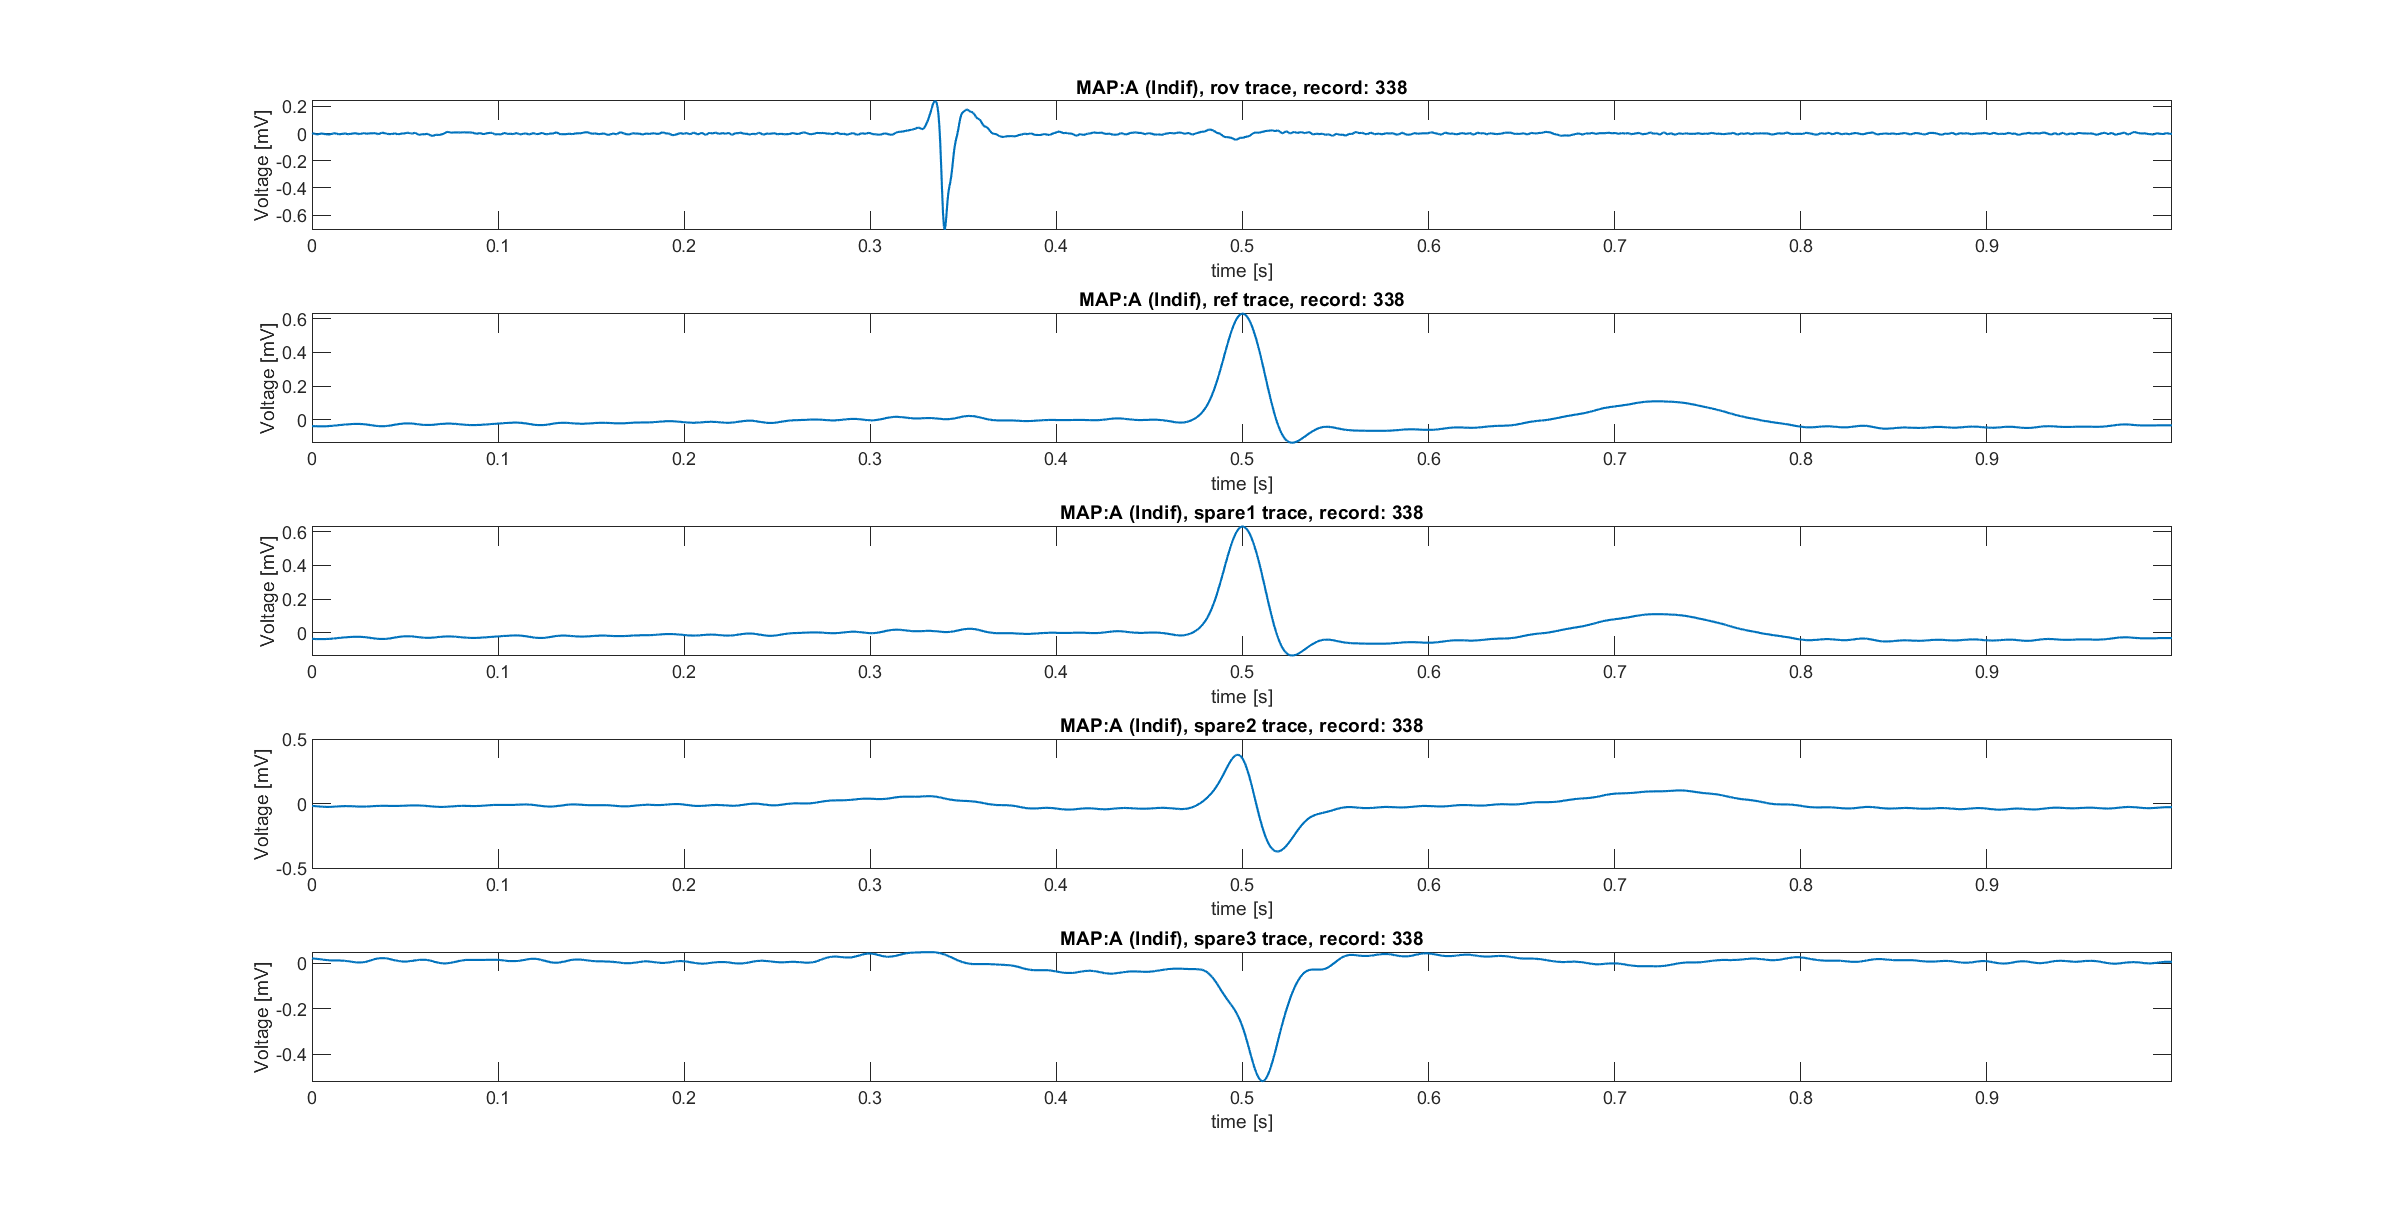 MAP:A (Indif), rov trace, record: 338
Voltage [mV]
0.2
0
-0.2
-0.4
-0.6
0 0.1 0.2 0.3 0.4 0.5 0.6 0.7 0.8 0.9
time [s]
MAP:A (Indif), ref trace, record: 338
Voltage [mV]
0.6
0.4
0.2
0
0 0.1 0.2 0.3 0.4 0.5 0.6 0.7 0.8 0.9
time [s]
MAP:A (Indif), spare1 trace, record: 338
Voltage [mV]
0.6
0.4
0.2
0
0 0.1 0.2 0.3 0.4 0.5 0.6 0.7 0.8 0.9
time [s]
MAP:A (Indif), spare2 trace, record: 338
Voltage [mV]
0.5
0
-0.5
0 0.1 0.2 0.3 0.4 0.5 0.6 0.7 0.8 0.9
time [s]
MAP:A (Indif), spare3 trace, record: 338
Voltage [mV]
0
-0.2
-0.4
0 0.1 0.2 0.3 0.4 0.5 0.6 0.7 0.8 0.9
time [s]